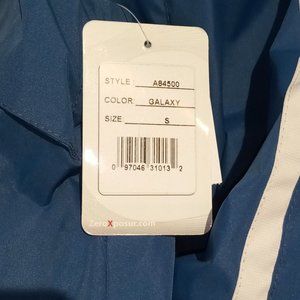 STYLE: A84500
COLOR: GALAXY
SIZE: S
0 97046 31013 2
ZeroXposur.com